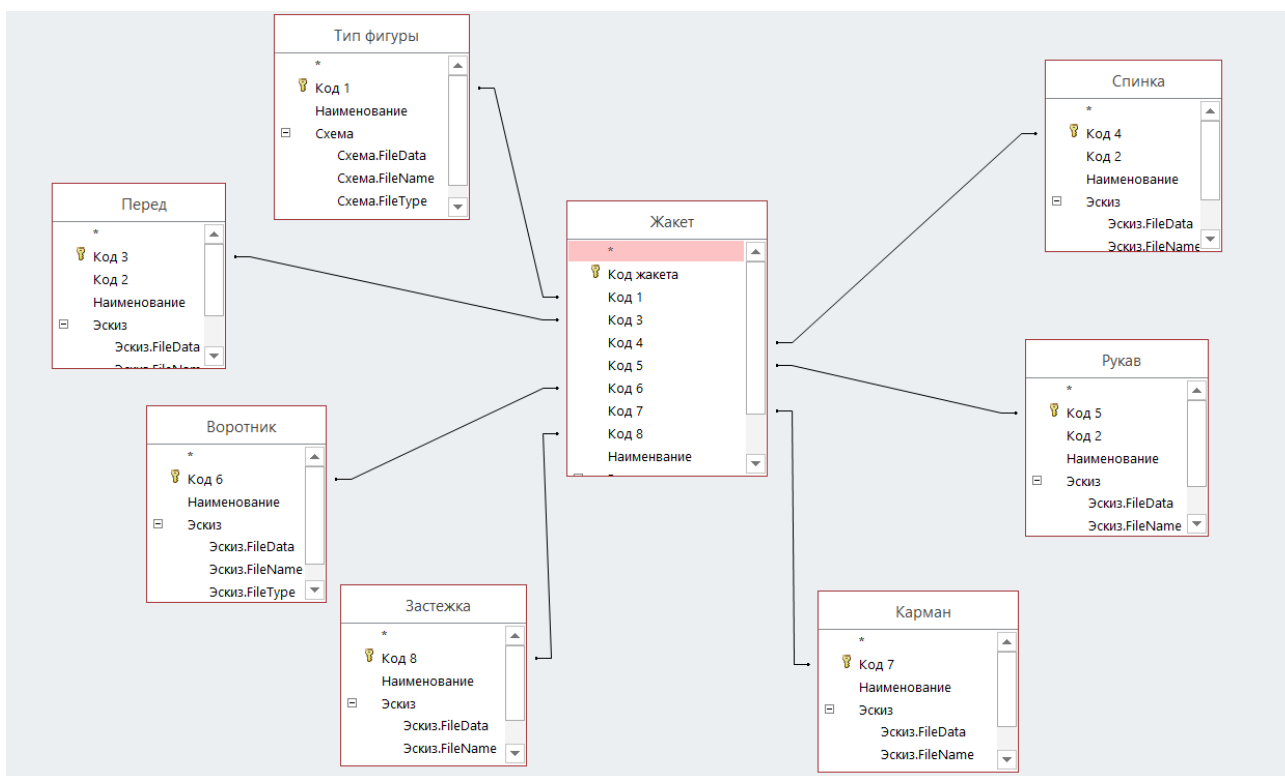 Тип фигуры
*
Код 1
Наименование
Схема
Схема.FileData
Схема.FileName
Схема.FileType
Спинка
*
Код 4
Код 2
Наименование
Эскиз
Эскиз.FileData
Эскиз.FileName
Перед
*
Код 3
Код 2
Наименование
Эскиз
Эскиз.FileData
Эскиз.FileName
Жакет
*
Код жакета
Код 1
Код 3
Код 4
Код 5
Код 6
Код 7
Код 8
Наименвание
Рукав
*
Код 5
Код 2
Наименование
Эскиз
Эскиз.FileData
Эскиз.FileName
Воротник
*
Код 6
Наименование
Эскиз
Эскиз.FileData
Эскиз.FileName
Эскиз.FileType
Застежка
*
Код 8
Наименование
Эскиз
Эскиз.FileData
Эскиз.FileName
Карман
*
Код 7
Наименование
Эскиз
Эскиз.FileData
Эскиз.FileName